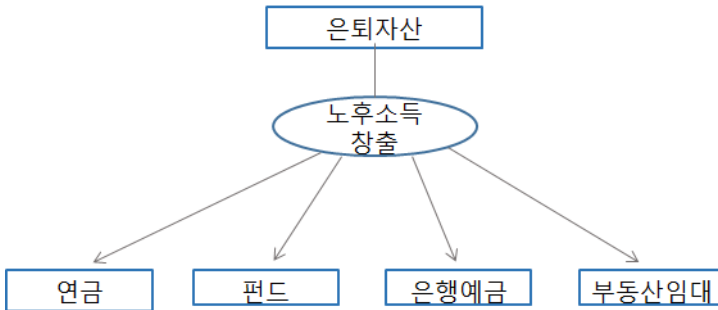 은퇴자산
노후소득
창출
연금
펀드
은행예금
부동산임대